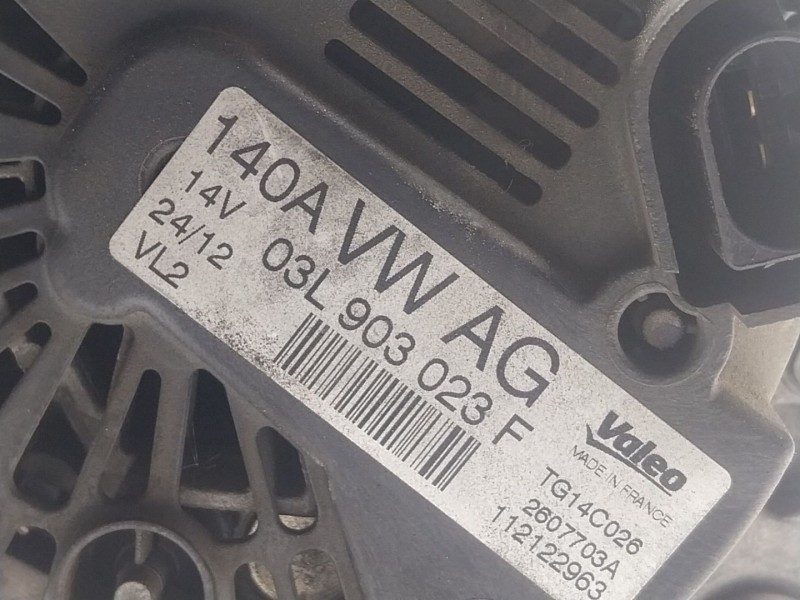 140A VW AG
14V 03L 903 023 F
24/12
VL2
Valeo
MADE IN FRANCE
TG14C026
2607703A
112122963